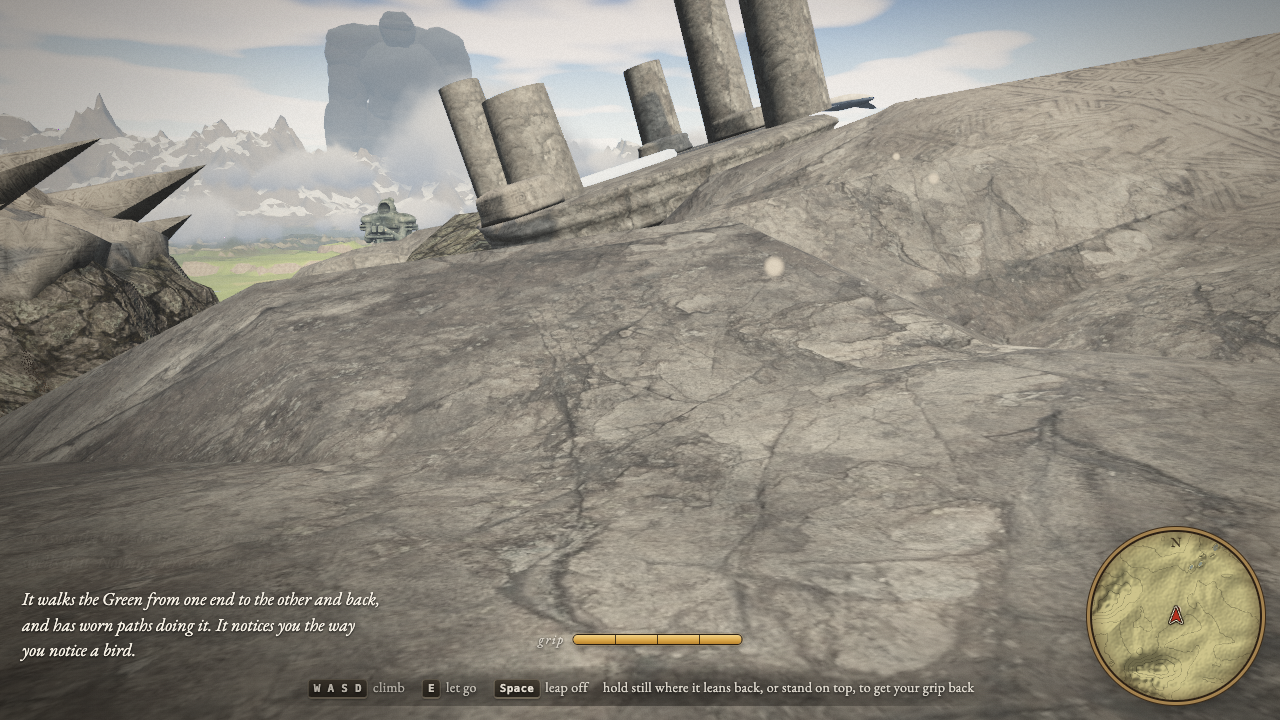 It walks the Green from one end to the other and back,
and has worn paths doing it. It notices you the way
you notice a bird.
grip
W A S D climb E let go Space leap off hold still where it leans back, or stand on top, to get your grip back
N